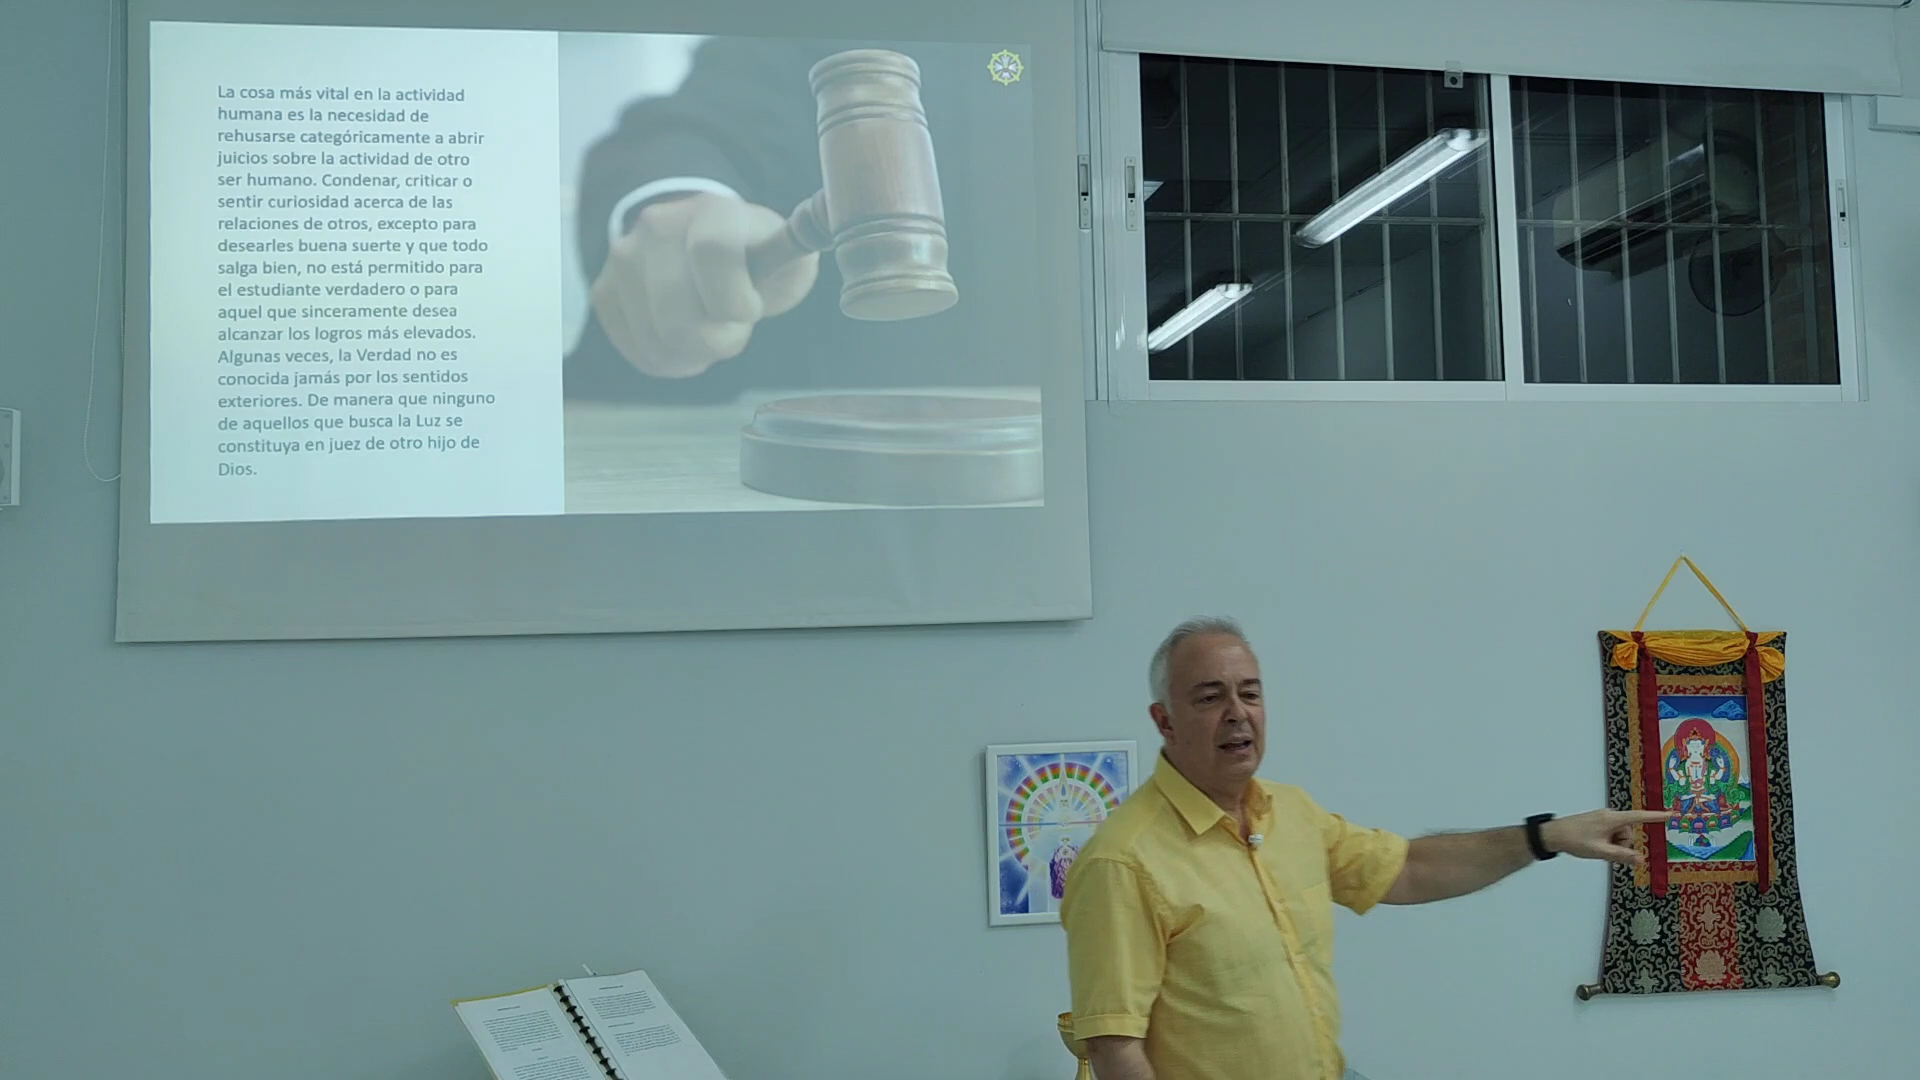 La cosa más vital en la actividad
humana es la necesidad de
rehusarse categóricamente a abrir
juicios sobre la actividad de otro
ser humano. Condenar, criticar o
sentir curiosidad acerca de las
relaciones de otros, excepto para
desearles buena suerte y que todo
salga bien, no está permitido para
el estudiante verdadero o para
aquel que sinceramente desea
alcanzar los logros más elevados.
Algunas veces, la Verdad no es
conocida jamás por los sentidos
exteriores. De manera que ninguno
de aquellos que busca la Luz se
constituya en juez de otro hijo de
Dios.